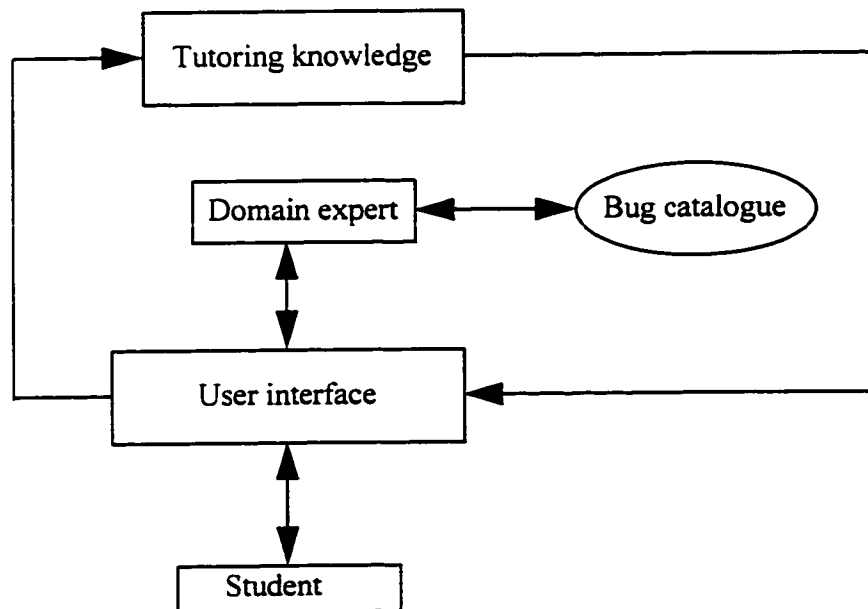 Tutoring knowledge
Domain expert
Bug catalogue
User interface
Student